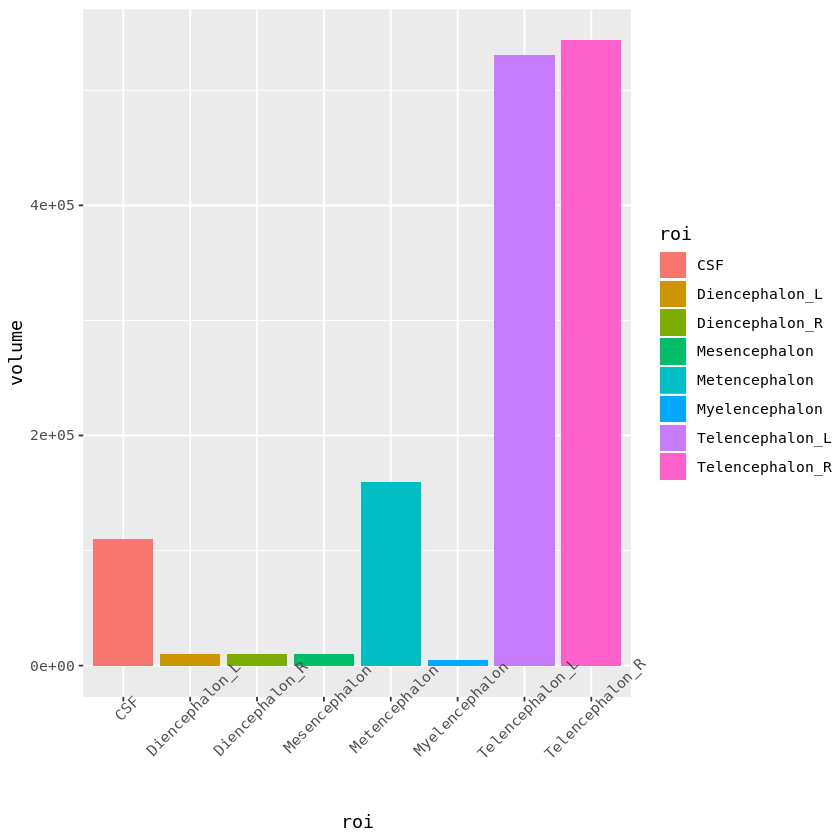 volume
4e+05
2e+05
0e+00
CSF
Diencephalon_L
Diencephalon_R
Mesencephalon
Metencephalon
Myelencephalon
Telencephalon_L
Telencephalon_R
roi
roi
CSF
Diencephalon_L
Diencephalon_R
Mesencephalon
Metencephalon
Myelencephalon
Telencephalon_L
Telencephalon_R